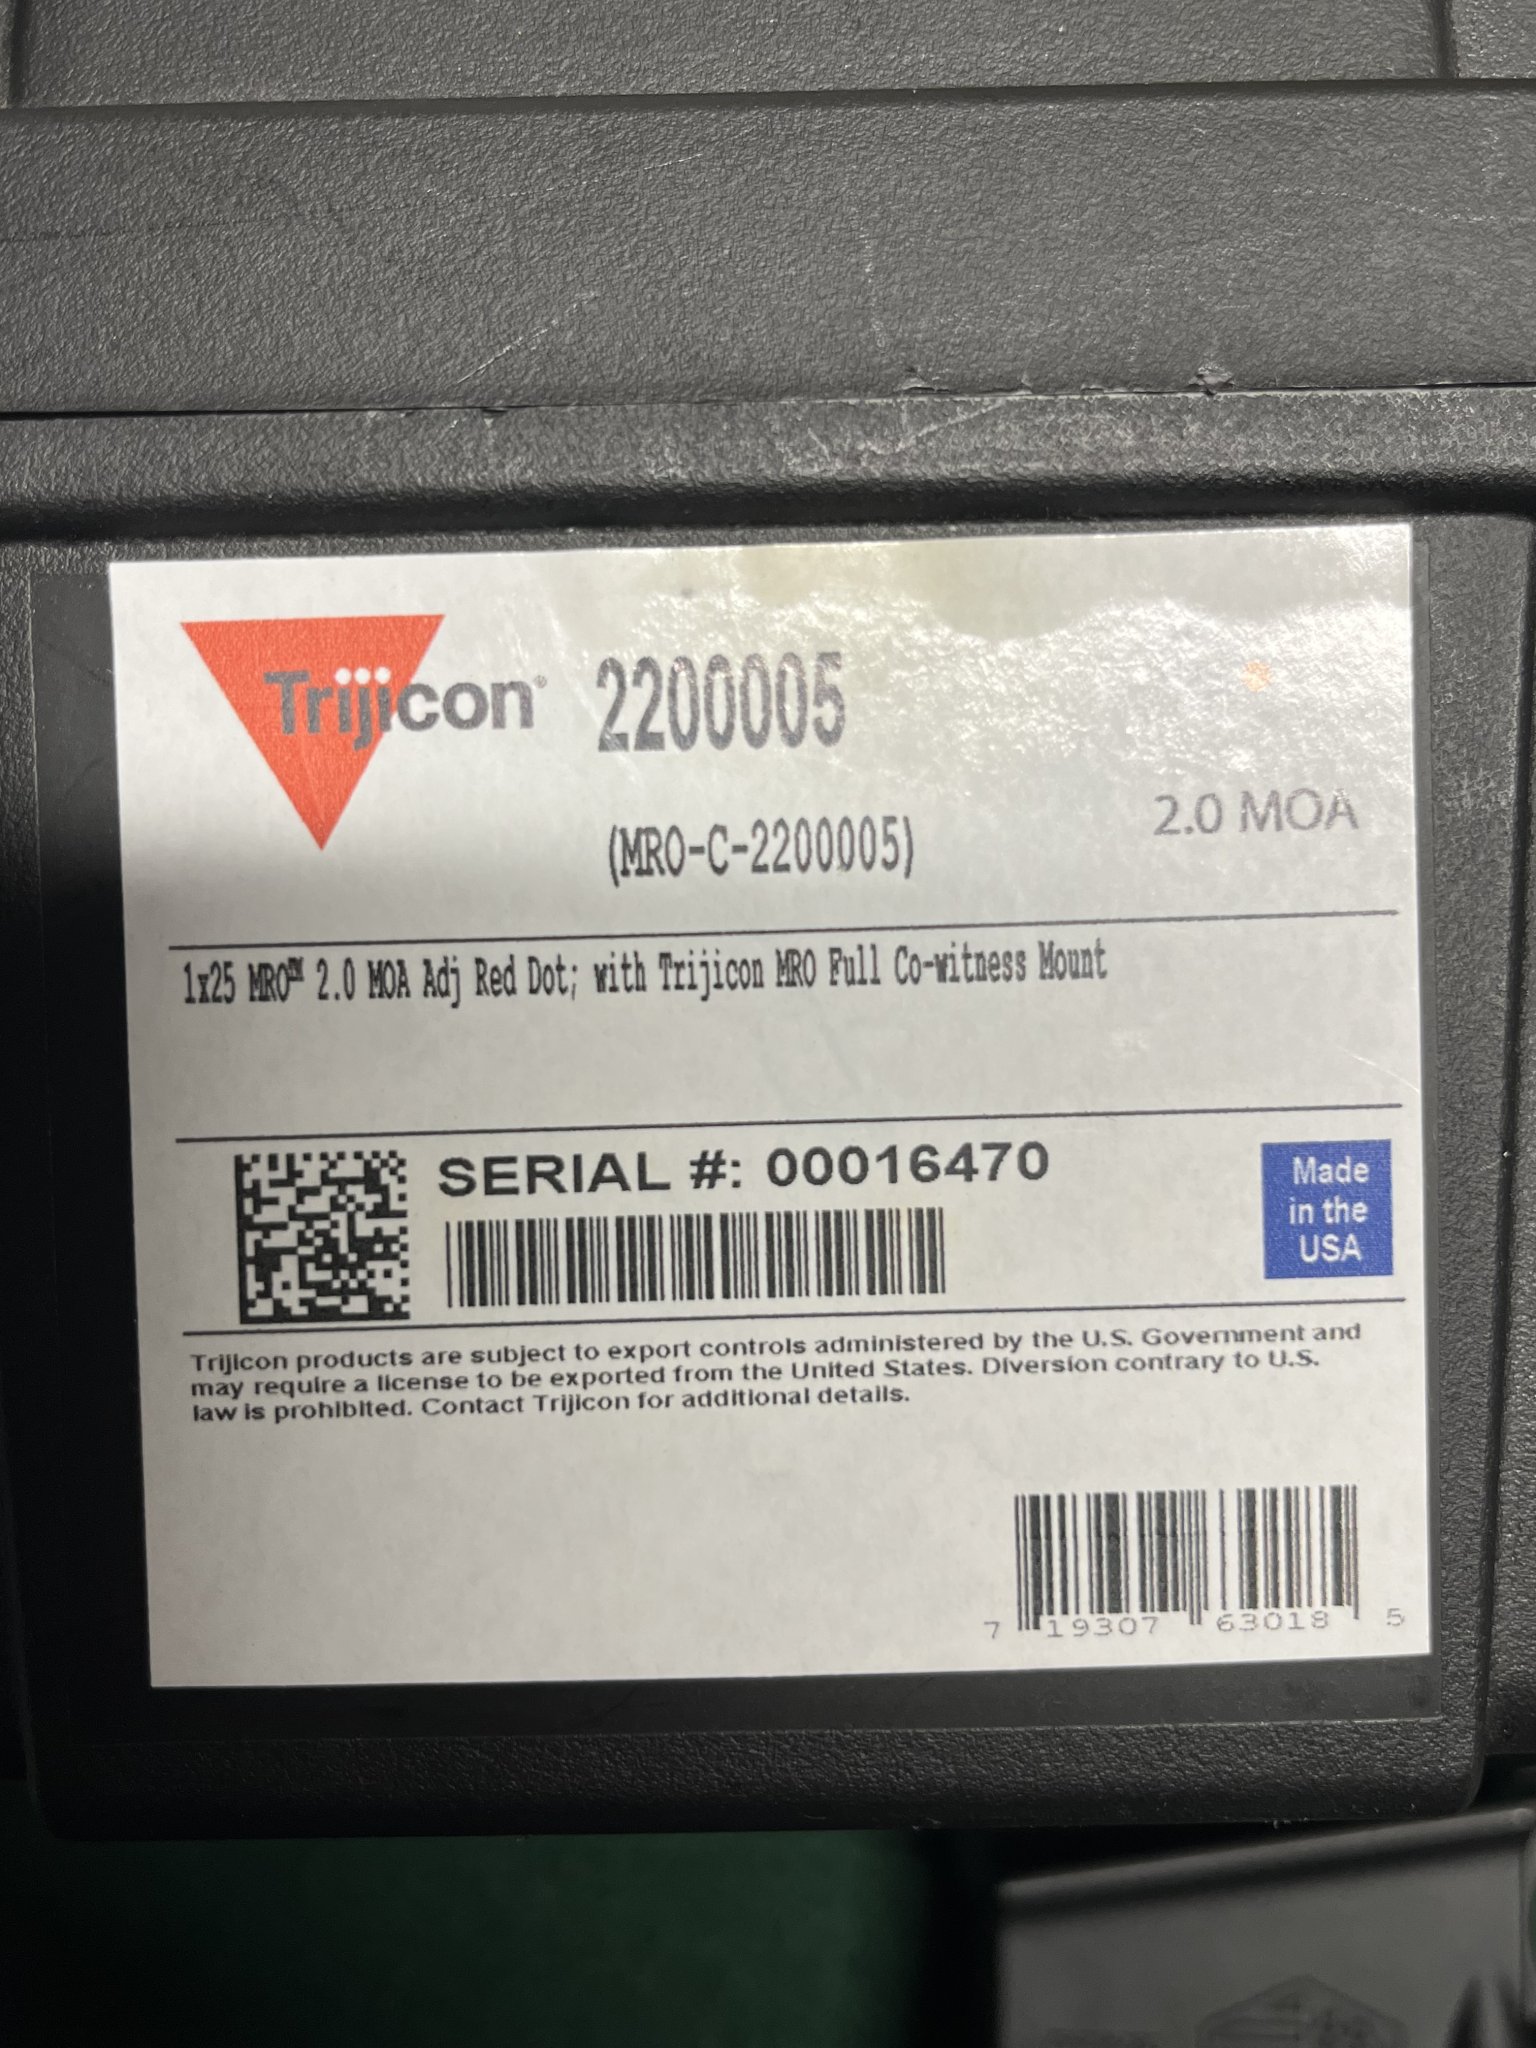 Trijicon®
2200005
(MRO-C-2200005)
2.0 MOA
1x25 MRO™ 2.0 MOA Adj Red Dot; with Trijicon MRO Full Co-witness Mount
SERIAL #: 00016470
Made
in the
USA
Trijicon products are subject to export controls administered by the U.S. Government and
may require a license to be exported from the United States. Diversion contrary to U.S.
law is prohibited. Contact Trijicon for additional details.
7 19307 63018 5